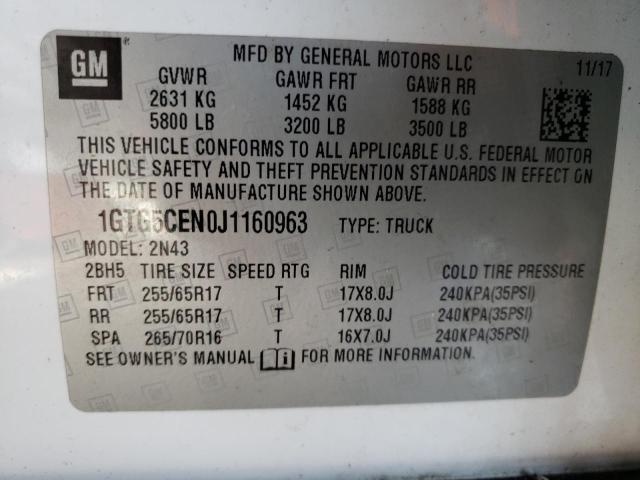 GM
MFD BY GENERAL MOTORS LLC
11/17
GVWR GAWR FRT GAWR RR
2631 KG 1452 KG 1588 KG
5800 LB 3200 LB 3500 LB
THIS VEHICLE CONFORMS TO ALL APPLICABLE U.S. FEDERAL MOTOR
VEHICLE SAFETY AND THEFT PREVENTION STANDARDS IN EFFECT ON
THE DATE OF MANUFACTURE SHOWN ABOVE.
1GTG5CEN0J1160963 TYPE: TRUCK
MODEL: 2N43
2BH5 TIRE SIZE SPEED RTG RIM COLD TIRE PRESSURE
FRT 255/65R17 T 17X8.0J 240KPA(35PSI)
RR 255/65R17 T 17X8.0J 240KPA(35PSI)
SPA 265/70R16 T 16X7.0J 240KPA(35PSI)
SEE OWNER'S MANUAL FOR MORE INFORMATION.